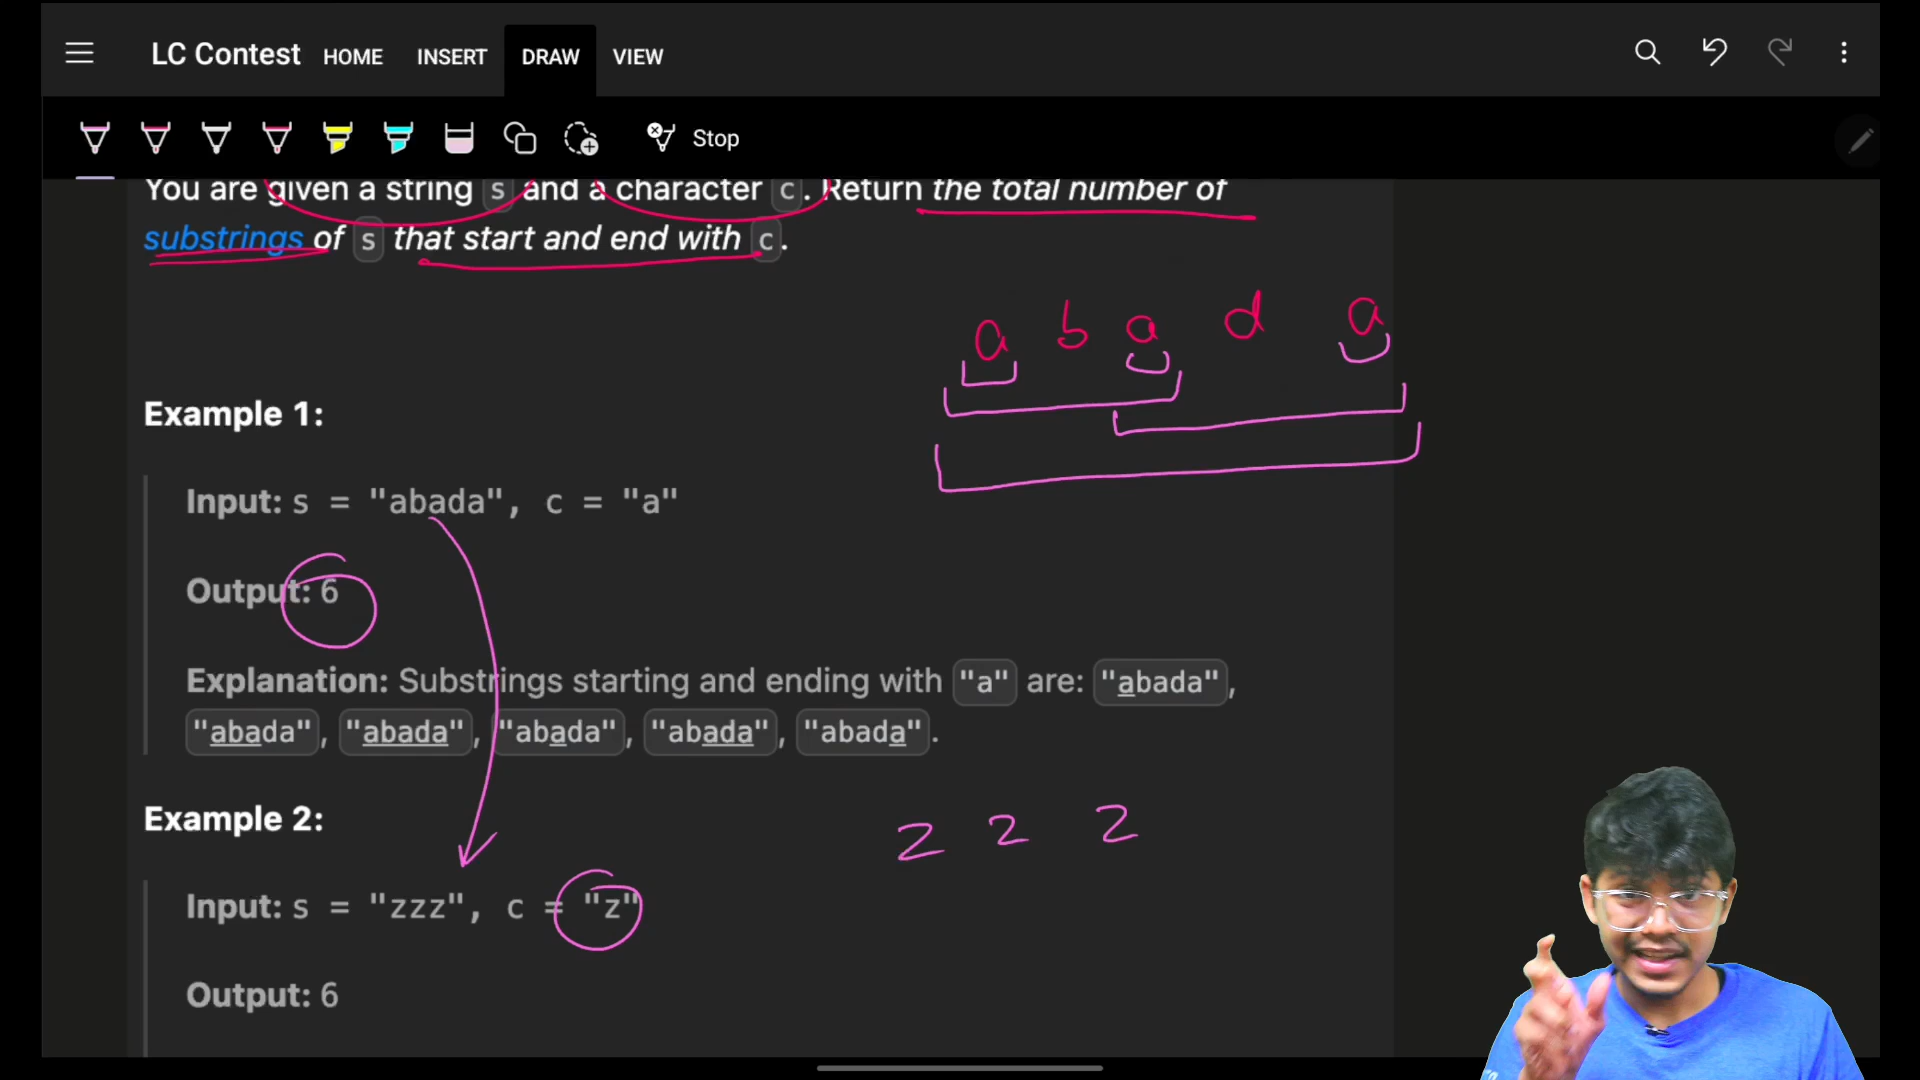 LC Contest HOME INSERT DRAW VIEW
Stop
You are given a string s and a character c. Return the total number of
substrings of s that start and end with c.
a b a d a
Example 1:
Input: s = "abada", c = "a"
Output: 6
Explanation: Substrings starting and ending with "a" are: "abada",
"abada", "abada", "abada", "abada", "abada".
Example 2:
z z z
Input: s = "zzz", c = "z"
Output: 6